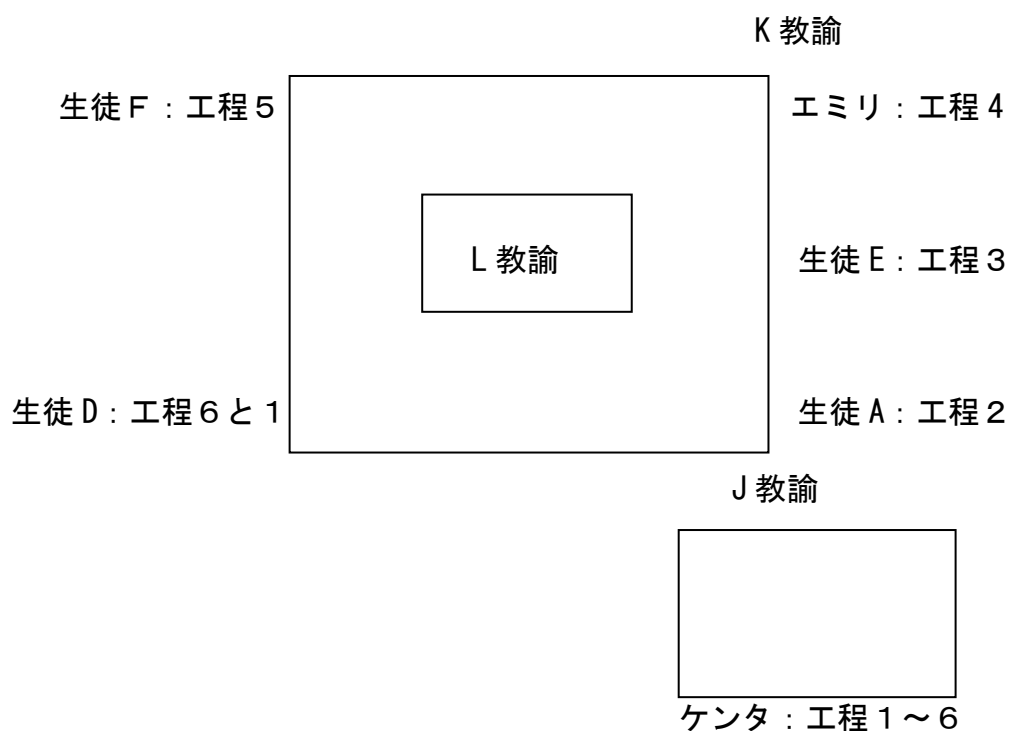 K教諭
生徒F：工程5
エミリ：工程4
L教諭
生徒E：工程3
生徒D：工程6と1
生徒A：工程2
J教諭
ケンタ：工程1～6